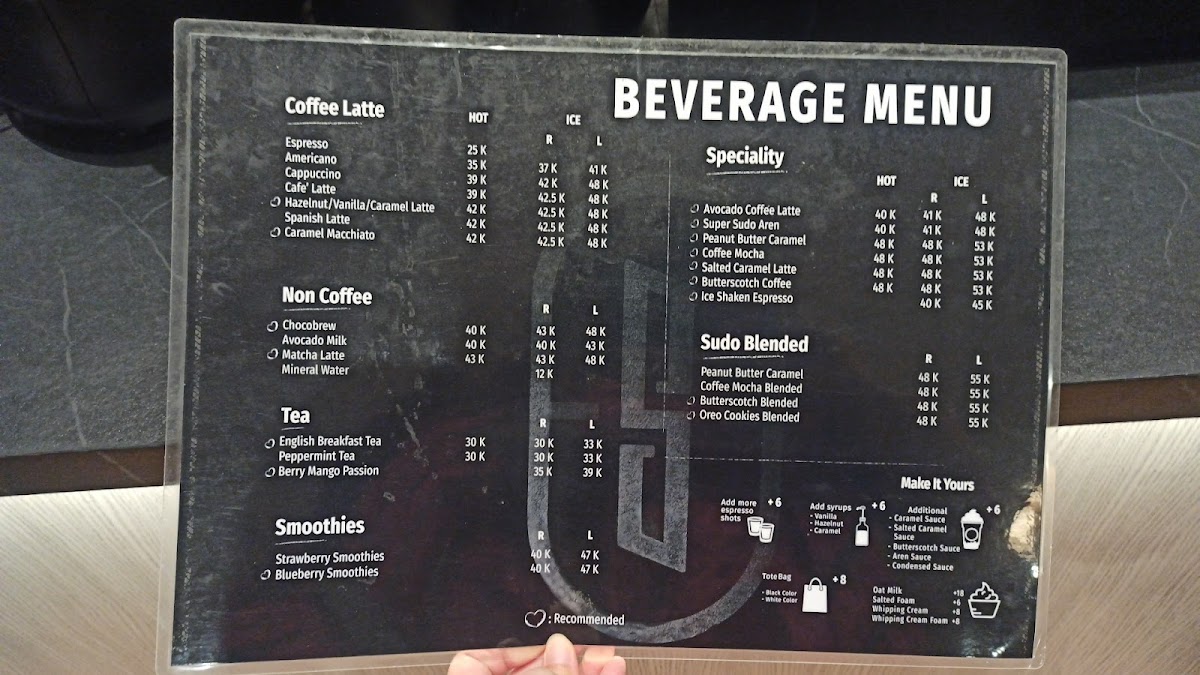 BEVERAGE MENU
Coffee Latte
HOT ICE
R L
Espresso 25 K
Americano 35 K 37 K 41 K
Cappuccino 39 K 42 K 48 K
Cafe' Latte 39 K 42.5 K 48 K
Hazelnut/Vanilla/Caramel Latte 42 K 42.5 K 48 K
Spanish Latte 42 K 42.5 K 48 K
Caramel Macchiato 42 K 42.5 K 48 K
Non Coffee
R L
Chocobrew 40 K 43 K 48 K
Avocado Milk 40 K 40 K 43 K
Matcha Latte 43 K 43 K 48 K
Mineral Water 12 K
Tea
R L
English Breakfast Tea 30 K 30 K 33 K
Peppermint Tea 30 K 30 K 33 K
Berry Mango Passion 35 K 39 K
Smoothies
R L
Strawberry Smoothies 40 K 47 K
Blueberry Smoothies 40 K 47 K
: Recommended
Speciality
HOT ICE
R L
Avocado Coffee Latte 40 K 41 K 48 K
Super Sudo Aren 40 K 41 K 48 K
Peanut Butter Caramel 48 K 48 K 53 K
Coffee Mocha 48 K 48 K 53 K
Salted Caramel Latte 48 K 48 K 53 K
Butterscotch Coffee 48 K 48 K 53 K
Ice Shaken Espresso 40 K 45 K
Sudo Blended
R L
Peanut Butter Caramel 48 K 55 K
Coffee Mocha Blended 48 K 55 K
Butterscotch Blended 48 K 55 K
Oreo Cookies Blended 48 K 55 K
Make It Yours
Add more +6
espresso
shots
Add syrups +6
- Vanilla
- Hazelnut
- Caramel
Additional +6
- Caramel Sauce
- Salted Caramel
Sauce
- Butterscotch Sauce
- Aren Sauce
- Condensed Sauce
Tote Bag +8
- Black Color
- White Color
Oat Milk +18
Salted Foam +6
Whipping Cream +8
Whipping Cream Foam +8